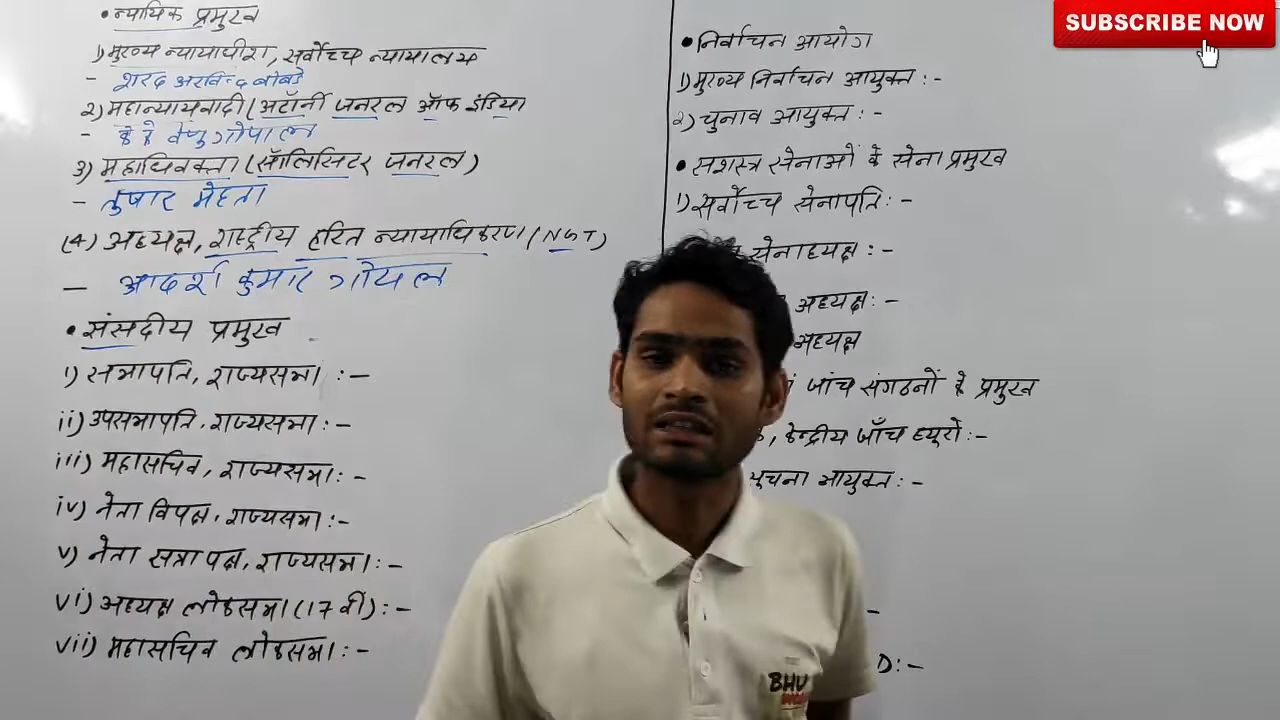 • न्यायिक प्रमुख
1) मुख्य न्यायाधीश, सर्वोच्च न्यायालय
- शरद अरविन्द बोबडे
२) महान्यायवादी (अटॉर्नी जनरल ऑफ इंडिया
- के के वेणुगोपाल
३) महाधिवक्ता (सॉलिसिटर जनरल)
- तुषार मेहता
(4) अध्यक्ष, राष्ट्रीय हरित न्यायाधिकरण (NGT)
- आदर्श कुमार गोयल
• संसदीय प्रमुख
i) सभापति, राज्यसभा :-
ii) उपसभापति, राज्यसभा :-
iii) महासचिव, राज्यसभा :-
iv) नेता विपक्ष, राज्यसभा :-
v) नेता सत्ता पक्ष, राज्यसभा :-
vi) अध्यक्ष लोकसभा (17 वीं) :-
vii) महासचिव लोकसभा :-
SUBSCRIBE NOW
• निर्वाचन आयोग
1) मुख्य निर्वाचन आयुक्त :-
२) चुनाव आयुक्त :-
• सशस्त्र सेनाओं के सेना प्रमुख
1) सर्वोच्च सेनापति :-
सेनाध्यक्ष :-
अध्यक्ष :-
अध्यक्ष
जांच संगठनों के प्रमुख
, केन्द्रीय जाँच ब्यूरो :-
सूचना आयुक्त :-
-
D :-
BHU